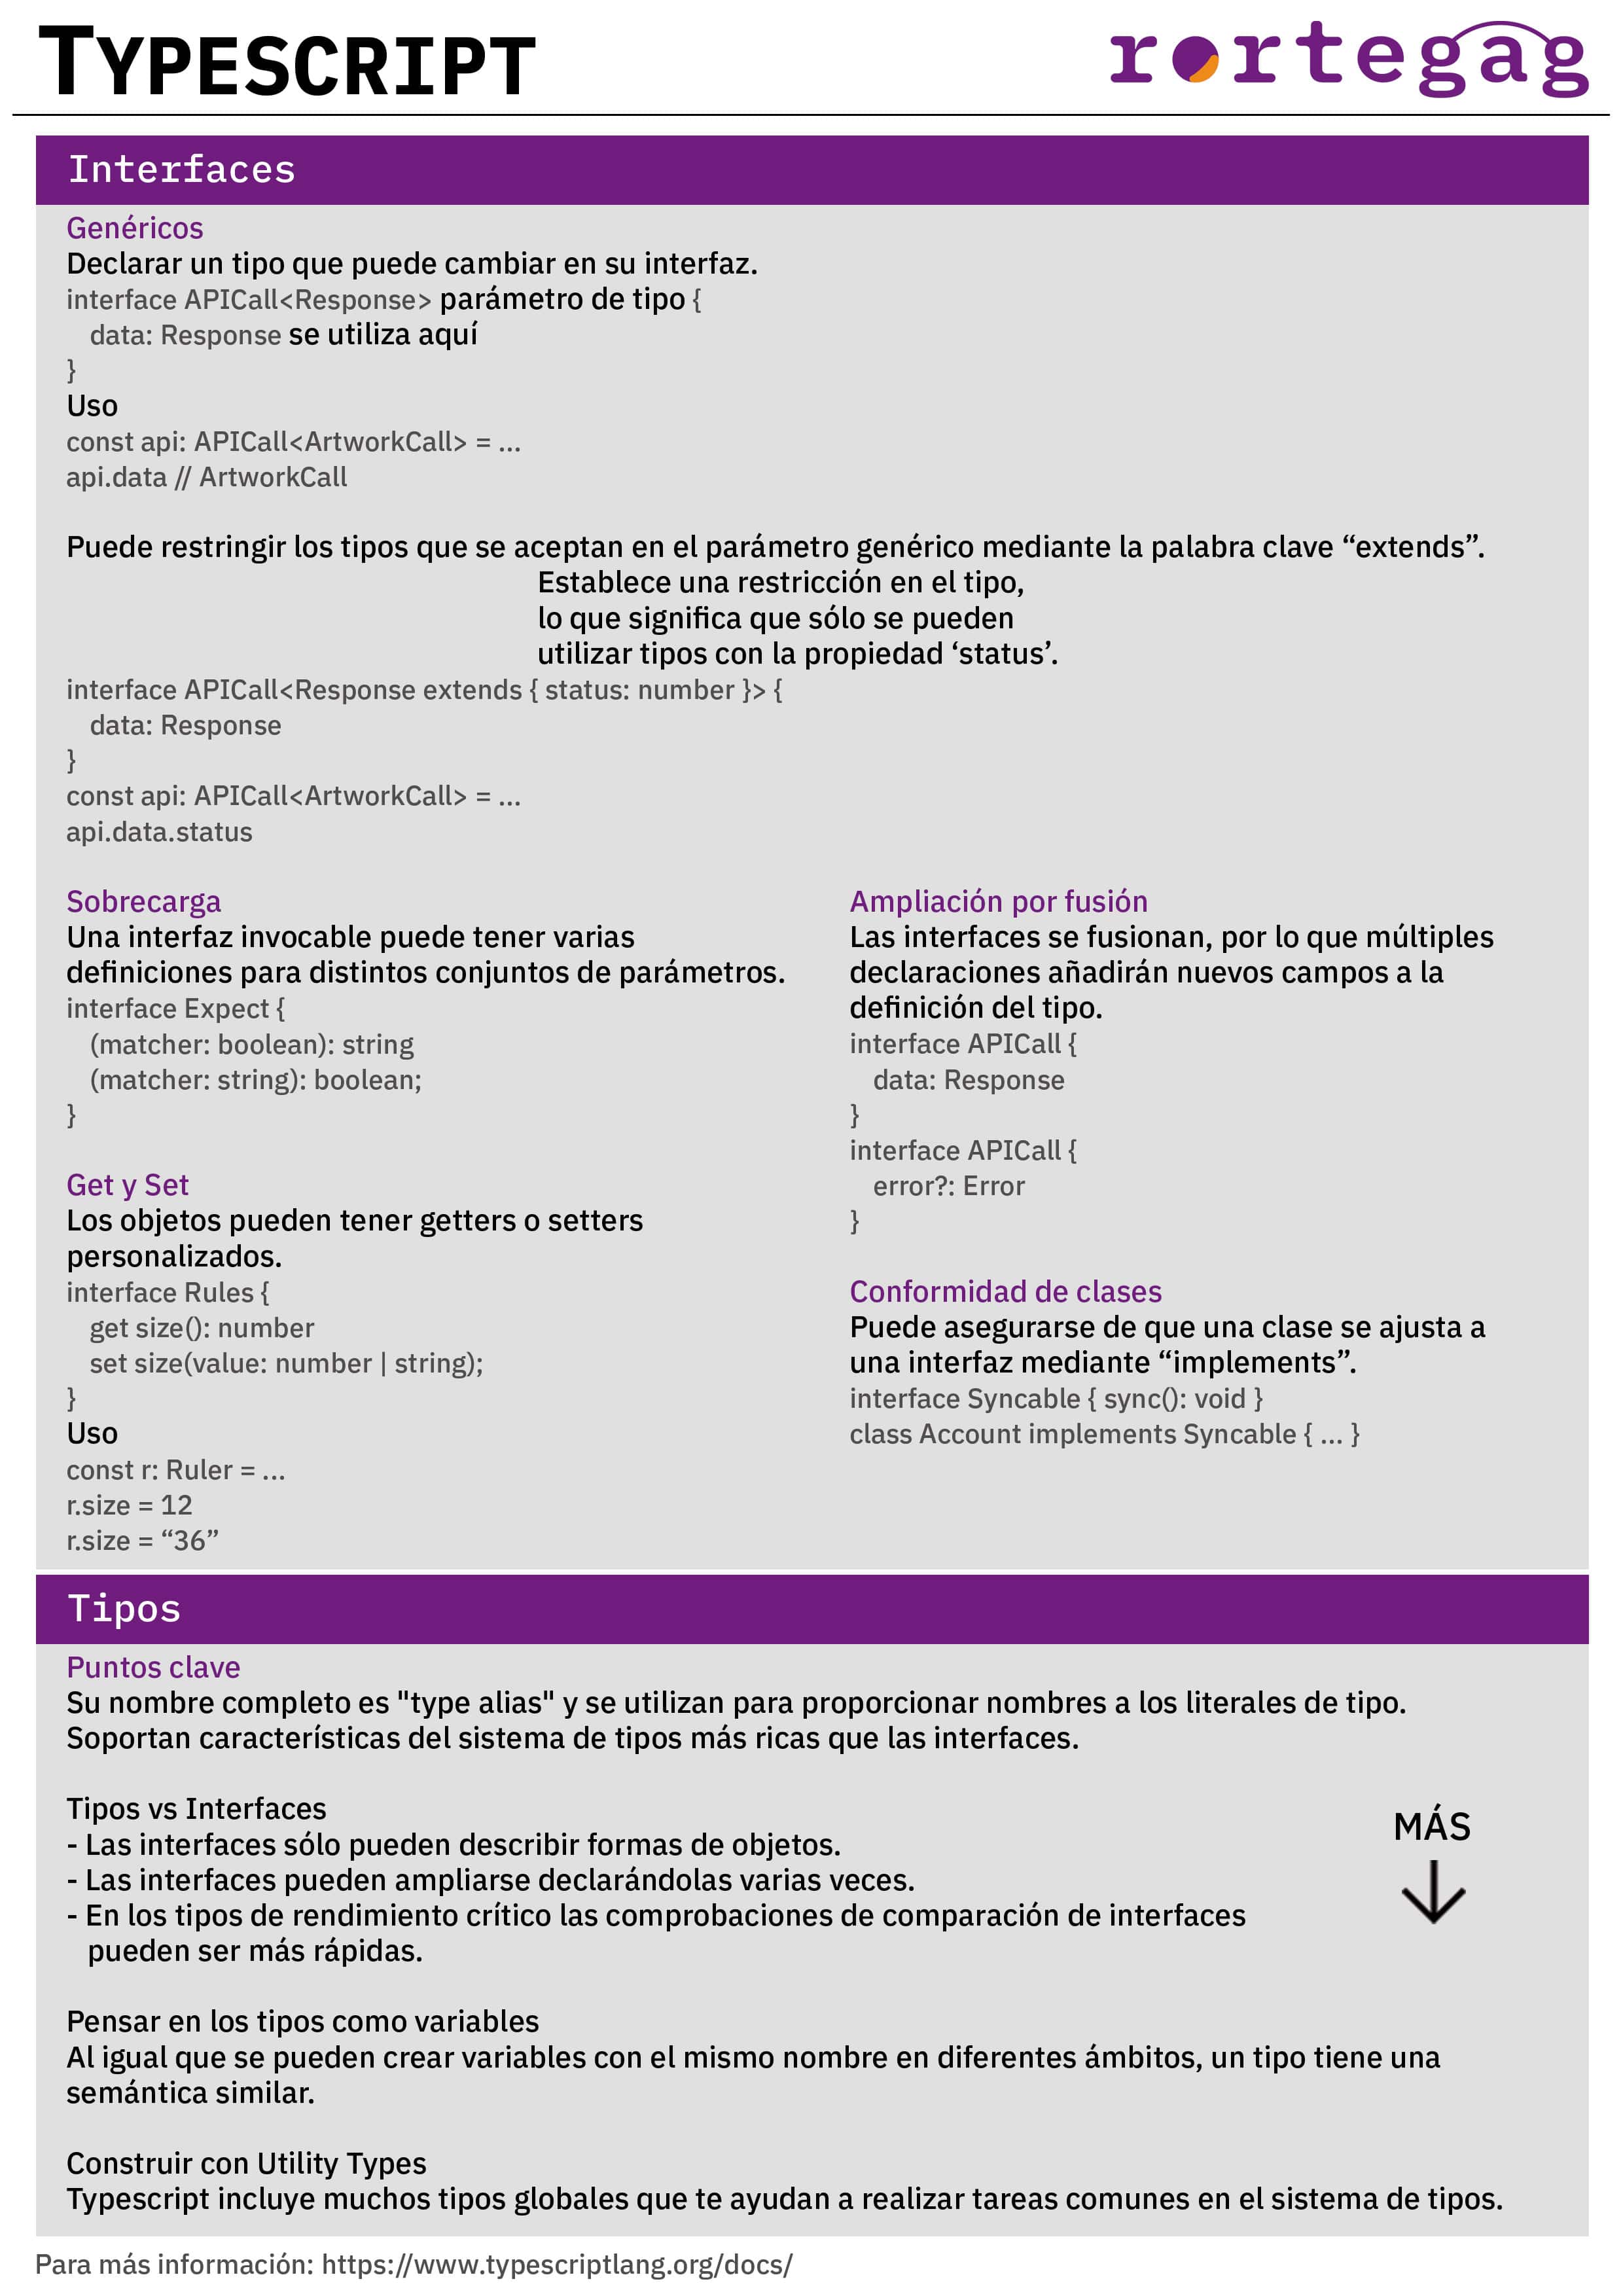 TYPESCRIPT
rortegag
Interfaces
Genéricos
Declarar un tipo que puede cambiar en su interfaz.
interface APICall<Response> parámetro de tipo {
data: Response se utiliza aquí
}
Uso
const api: APICall<ArtworkCall> = ...
api.data // ArtworkCall
Puede restringir los tipos que se aceptan en el parámetro genérico mediante la palabra clave “extends”.
Establece una restricción en el tipo,
lo que significa que sólo se pueden
utilizar tipos con la propiedad ‘status’.
interface APICall<Response extends { status: number }> {
data: Response
}
const api: APICall<ArtworkCall> = ...
api.data.status
Sobrecarga
Una interfaz invocable puede tener varias
definiciones para distintos conjuntos de parámetros.
interface Expect {
(matcher: boolean): string
(matcher: string): boolean;
}
Get y Set
Los objetos pueden tener getters o setters
personalizados.
interface Rules {
get size(): number
set size(value: number | string);
}
Uso
const r: Ruler = ...
r.size = 12
r.size = “36”
Ampliación por fusión
Las interfaces se fusionan, por lo que múltiples
declaraciones añadirán nuevos campos a la
definición del tipo.
interface APICall {
data: Response
}
interface APICall {
error?: Error
}
Conformidad de clases
Puede asegurarse de que una clase se ajusta a
una interfaz mediante “implements”.
interface Syncable { sync(): void }
class Account implements Syncable { ... }
Tipos
Puntos clave
Su nombre completo es "type alias" y se utilizan para proporcionar nombres a los literales de tipo.
Soportan características del sistema de tipos más ricas que las interfaces.
Tipos vs Interfaces
- Las interfaces sólo pueden describir formas de objetos.
- Las interfaces pueden ampliarse declarándolas varias veces.
- En los tipos de rendimiento crítico las comprobaciones de comparación de interfaces
pueden ser más rápidas.
MÁS
Pensar en los tipos como variables
Al igual que se pueden crear variables con el mismo nombre en diferentes ámbitos, un tipo tiene una
semántica similar.
Construir con Utility Types
Typescript incluye muchos tipos globales que te ayudan a realizar tareas comunes en el sistema de tipos.
Para más información: https://www.typescriptlang.org/docs/